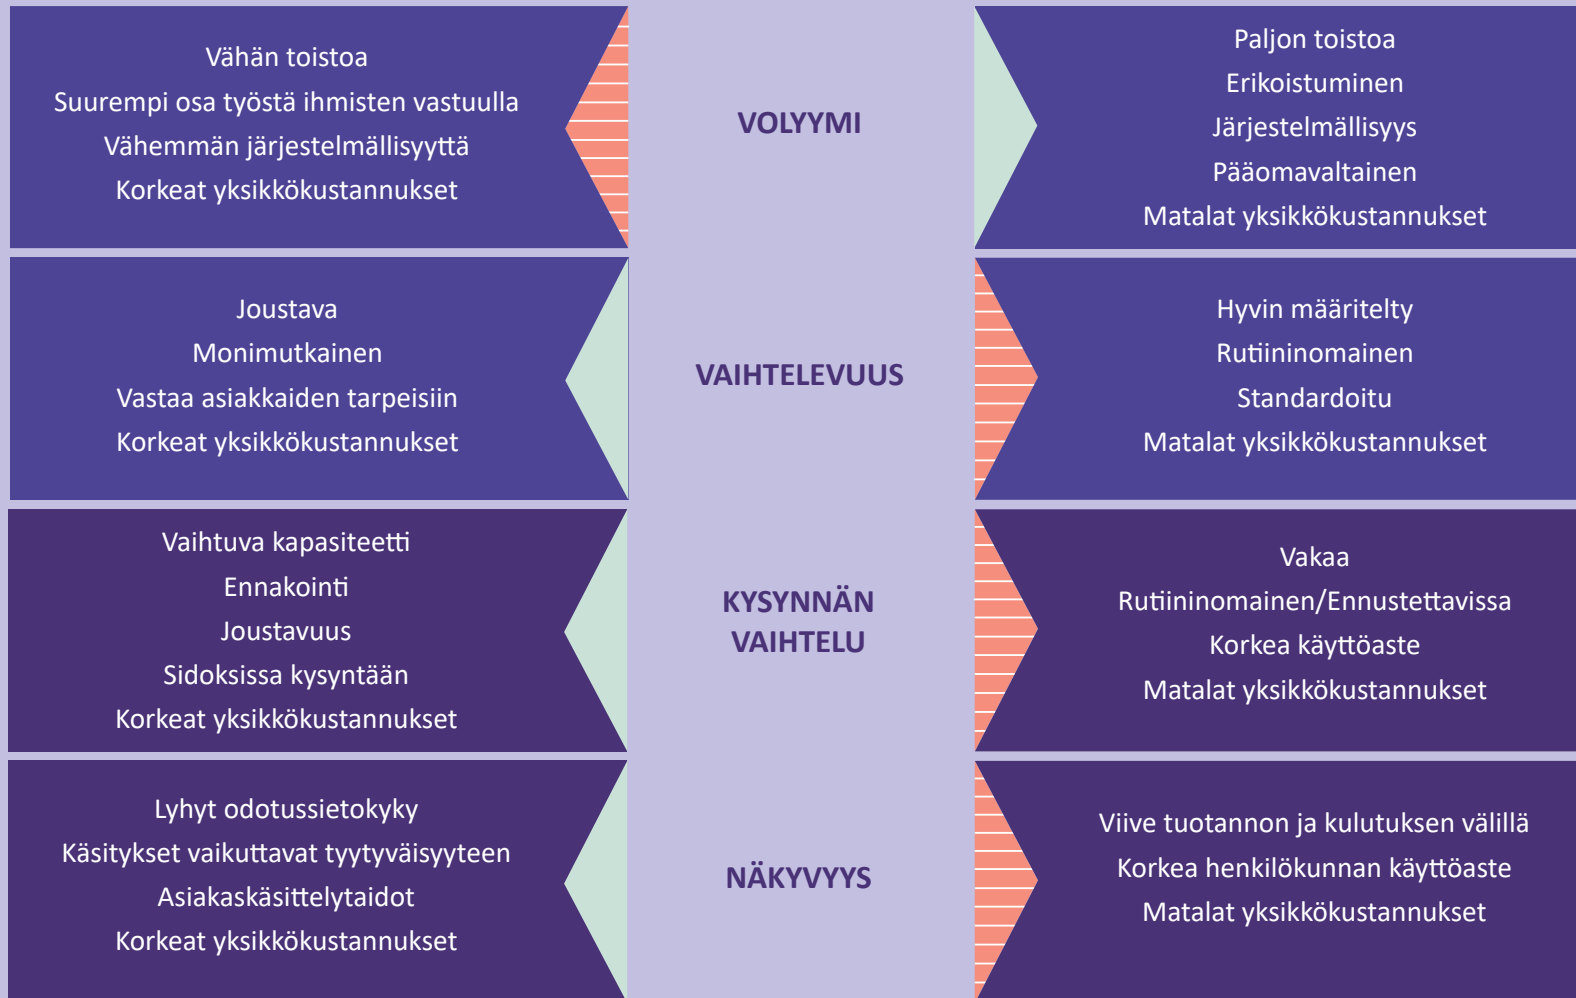 Vähän toistoa
Suurempi osa työstä ihmisten vastuulla
Vähemmän järjestelmällisyyttä
Korkeat yksikkökustannukset
VOLYYMI
Paljon toistoa
Erikoistuminen
Järjestelmällisyys
Pääomavaltainen
Matalat yksikkökustannukset
Joustava
Monimutkainen
Vastaa asiakkaiden tarpeisiin
Korkeat yksikkökustannukset
VAIHTELEVUUS
Hyvin määritelty
Rutiininomainen
Standardoitu
Matalat yksikkökustannukset
Vaihtuva kapasiteetti
Ennakointi
Joustavuus
Sidoksissa kysyntään
Korkeat yksikkökustannukset
KYSYNNÄN
VAIHTELU
Vakaa
Rutiininomainen/Ennustettavissa
Korkea käyttöaste
Matalat yksikkökustannukset
Lyhyt odotussietokyky
Käsitykset vaikuttavat tyytyväisyyteen
Asiakaskäsittelytaidot
Korkeat yksikkökustannukset
NÄKYVYYS
Viive tuotannon ja kulutuksen välillä
Korkea henkilökunnan käyttöaste
Matalat yksikkökustannukset